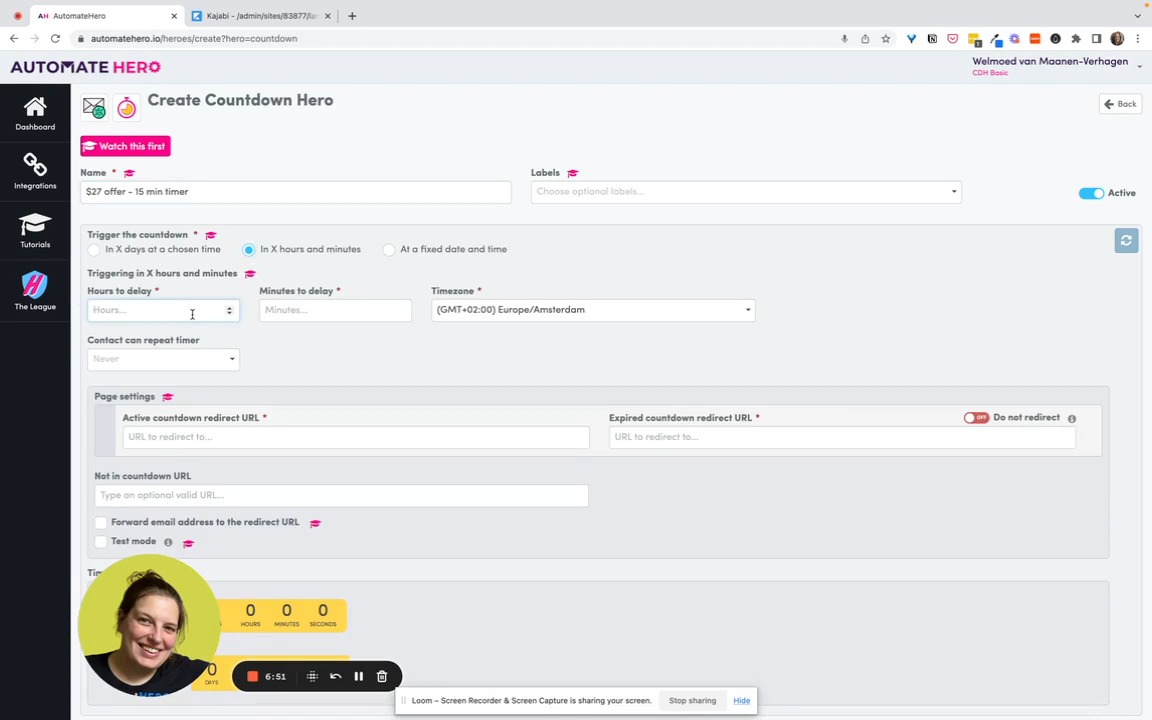 AH AutomateHero
Kajabi - /admin/sites/83877/lan
automatehero.io/heroes/create?hero=countdown
AUTOMATE HERO
Welmoed van Maanen-Verhagen
CDH Basic
Dashboard
Integrations
Tutorials
The League
Create Countdown Hero
Back
Watch this first
Name *
Labels
$27 offer - 15 min timer
Choose optional labels...
Active
Trigger the countdown *
In X days at a chosen time
In X hours and minutes
At a fixed date and time
Triggering in X hours and minutes
Hours to delay *
Minutes to delay *
Timezone *
Hours...
Minutes...
(GMT+02:00) Europe/Amsterdam
Contact can repeat timer
Never
Page settings
Active countdown redirect URL *
Expired countdown redirect URL *
OFF Do not redirect
URL to redirect to...
URL to redirect to...
Not in countdown URL
Type an optional valid URL...
Forward email address to the redirect URL
Test mode
0 0 0
HOURS MINUTES SECONDS
0
DAYS
6:51
Loom – Screen Recorder & Screen Capture is sharing your screen.
Stop sharing
Hide